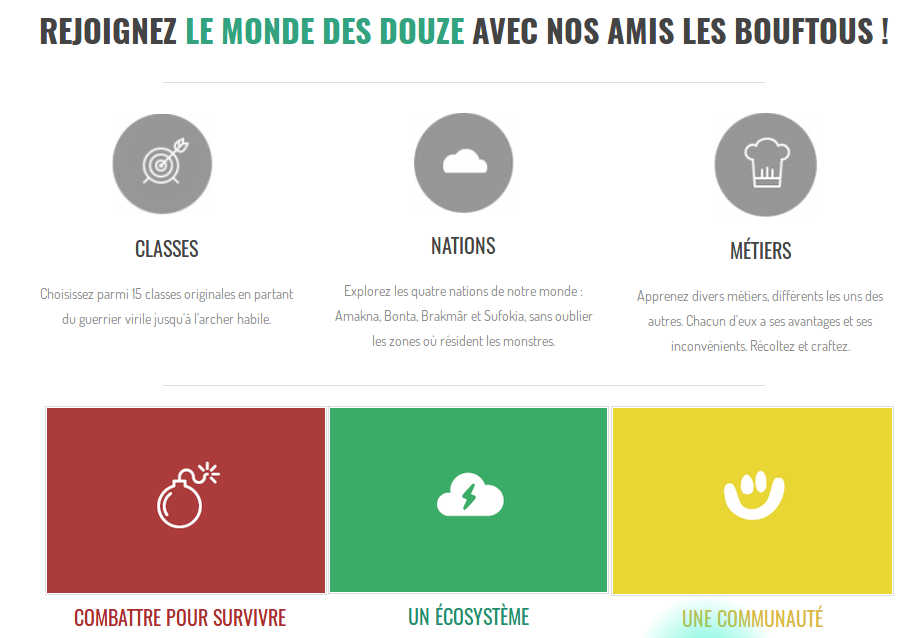 REJOIGNEZ LE MONDE DES DOUZE AVEC NOS AMIS LES BOUFTOUS !
CLASSES
Choisissez parmi 15 classes originales en partant
du guerrier virile jusqu'à l'archer habile.
NATIONS
Explorez les quatre nations de notre monde :
Amakna, Bonta, Brakmâr et Sufokia, sans oublier
les zones où résident les monstres.
MÉTIERS
Apprenez divers métiers, différents les uns des
autres. Chacun d'eux a ses avantages et ses
inconvénients. Récoltez et craftez.
COMBATTRE POUR SURVIVRE
UN ÉCOSYSTÈME
UNE COMMUNAUTÉ